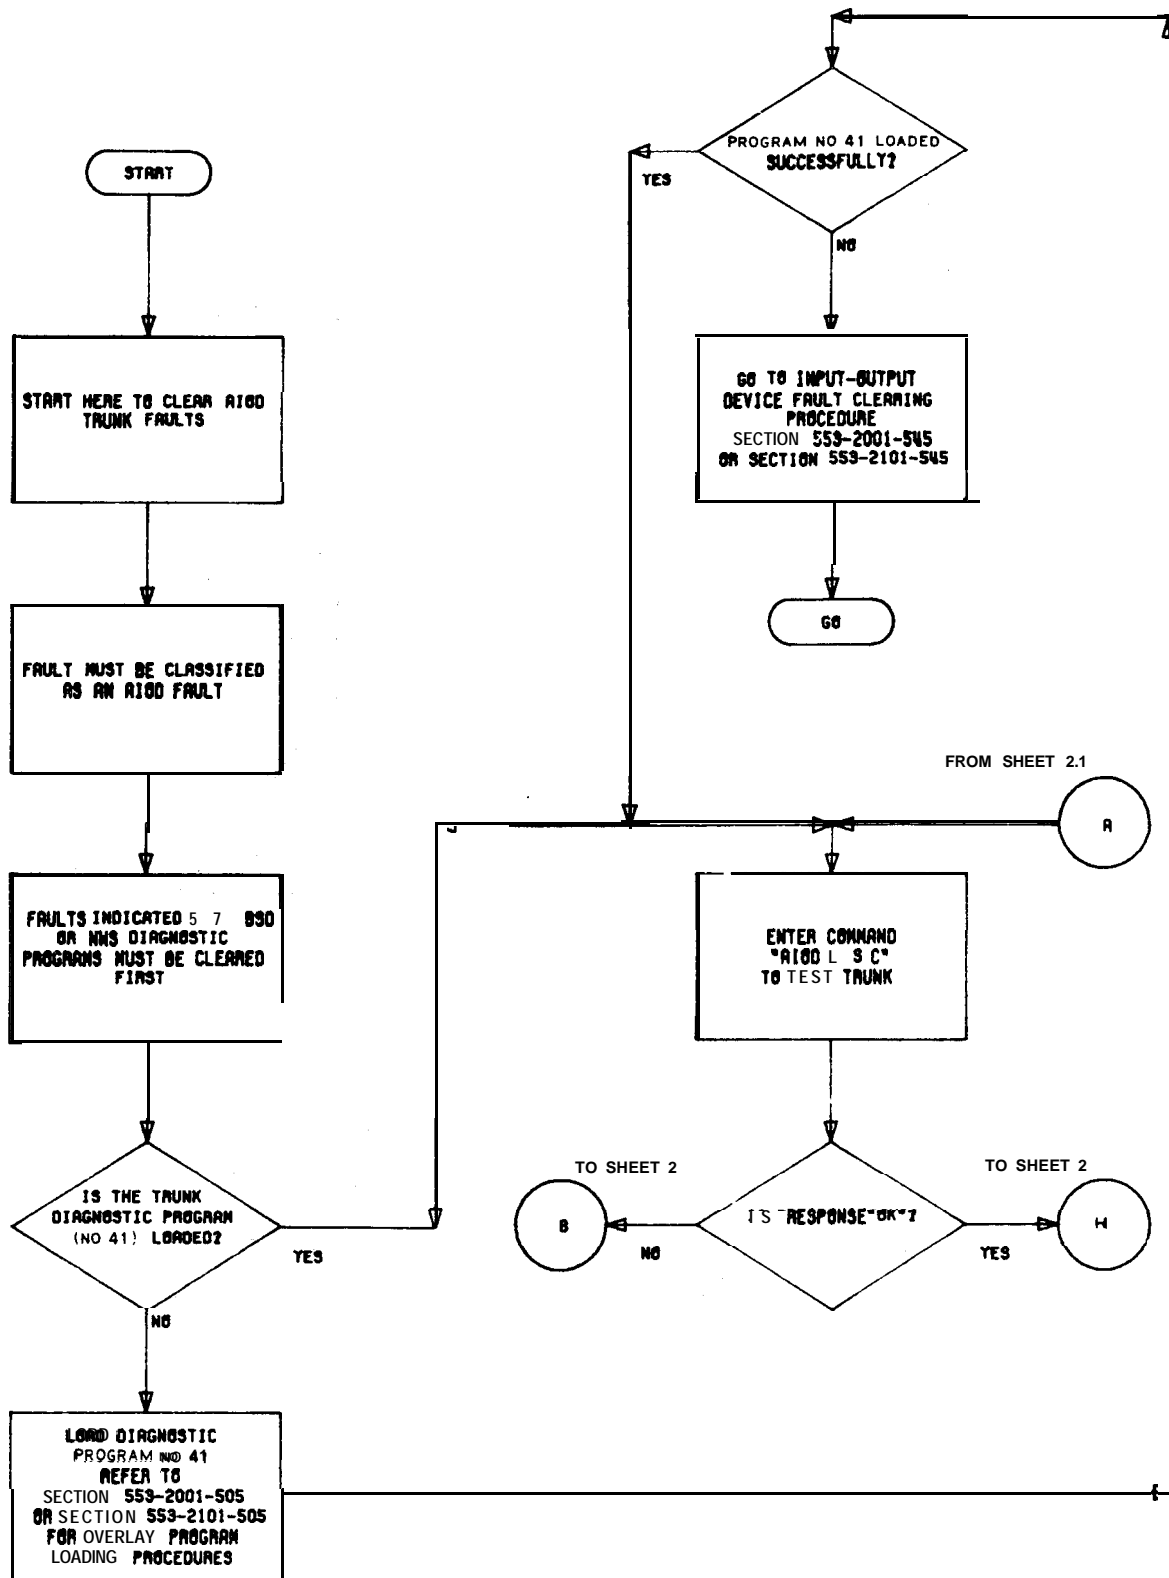 START
START HERE TO CLEAR AIOD
TRUNK FAULTS
FAULT MUST BE CLASSIFIED
AS AN AIOD FAULT
FAULTS INDICATED 5 7
OR NWS DIAGNOSTIC
PROGRAMS MUST BE CLEARED
FIRST
IS THE TRUNK
DIAGNOSTIC PROGRAM
(NO 41) LOADED?
YES
NO
LOAD DIAGNOSTIC
PROGRAM NO 41
REFER TO
SECTION 553-2001-505
OR SECTION 553-2101-505
FOR OVERLAY PROGRAM
LOADING PROCEDURES
PROGRAM NO 41 LOADED
SUCCESSFULLY?
YES
NO
GO TO INPUT-OUTPUT
DEVICE FAULT CLEARING
PROCEDURE
SECTION 553-2001-545
OR SECTION 553-2101-545
GO
FROM SHEET 2.1
A
ENTER COMMAND
"AIOD L S C"
TO TEST TRUNK
TO SHEET 2
TO SHEET 2
B
NO
IS RESPONSE "OK"?
YES
H